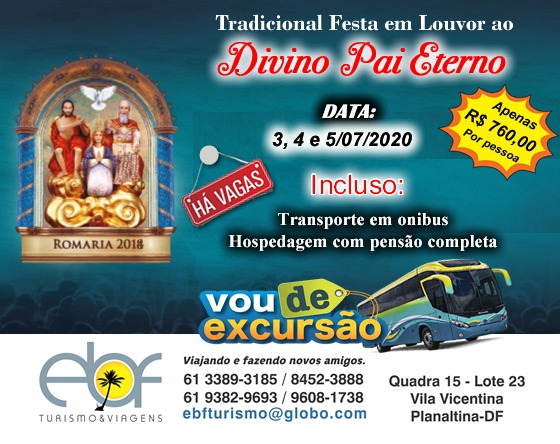 Tradicional Festa em Louvor ao
Divino Pai Eterno
DATA:
3, 4 e 5/07/2020
Apenas
R$ 760,00
Por pessoa
HÁ VAGAS
Incluso:
Transporte em onibus
Hospedagem com pensão completa
ROMARIA 2018
vou de
excursão
ebf
TURISMO&VIAGENS
Viajando e fazendo novos amigos.
61 3389-3185 / 8452-3888
61 9382-9693 / 9608-1738
ebfturismo@globo.com
Quadra 15 - Lote 23
Vila Vicentina
Planaltina-DF